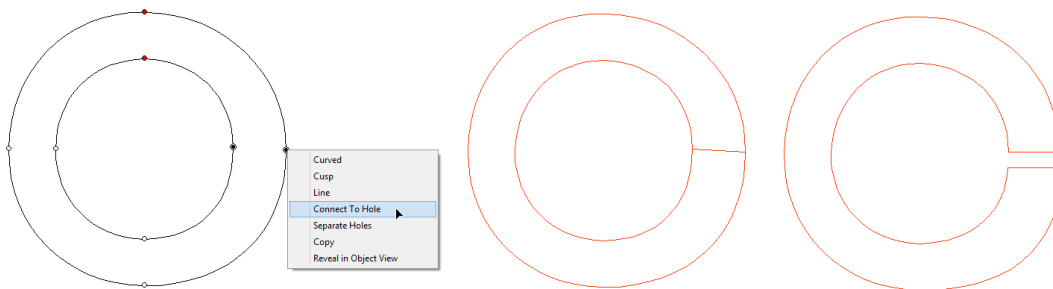 Curved
Cusp
Line
Connect To Hole
Separate Holes
Copy
Reveal in Object View